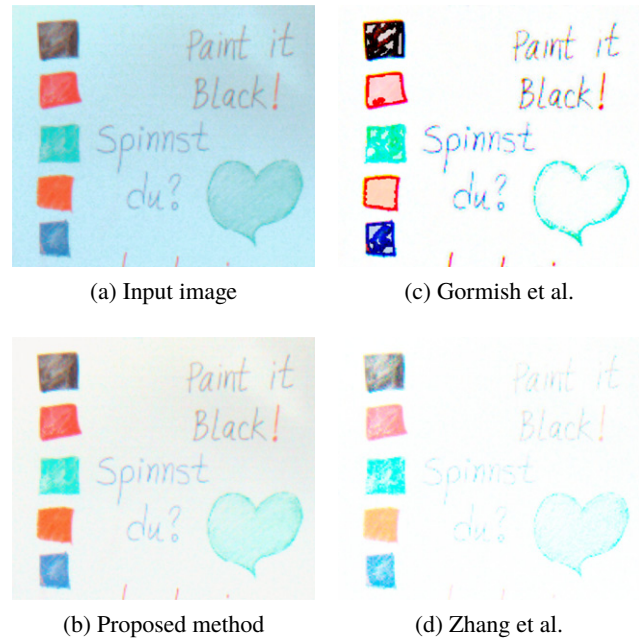 Paint it
Black!
Spinnst
du?
(a) Input image
Paint it
Black!
Spinnst
du?
(c) Gormish et al.
Paint it
Black!
Spinnst
du?
(b) Proposed method
Paint it
Black!
Spinnst
du?
(d) Zhang et al.